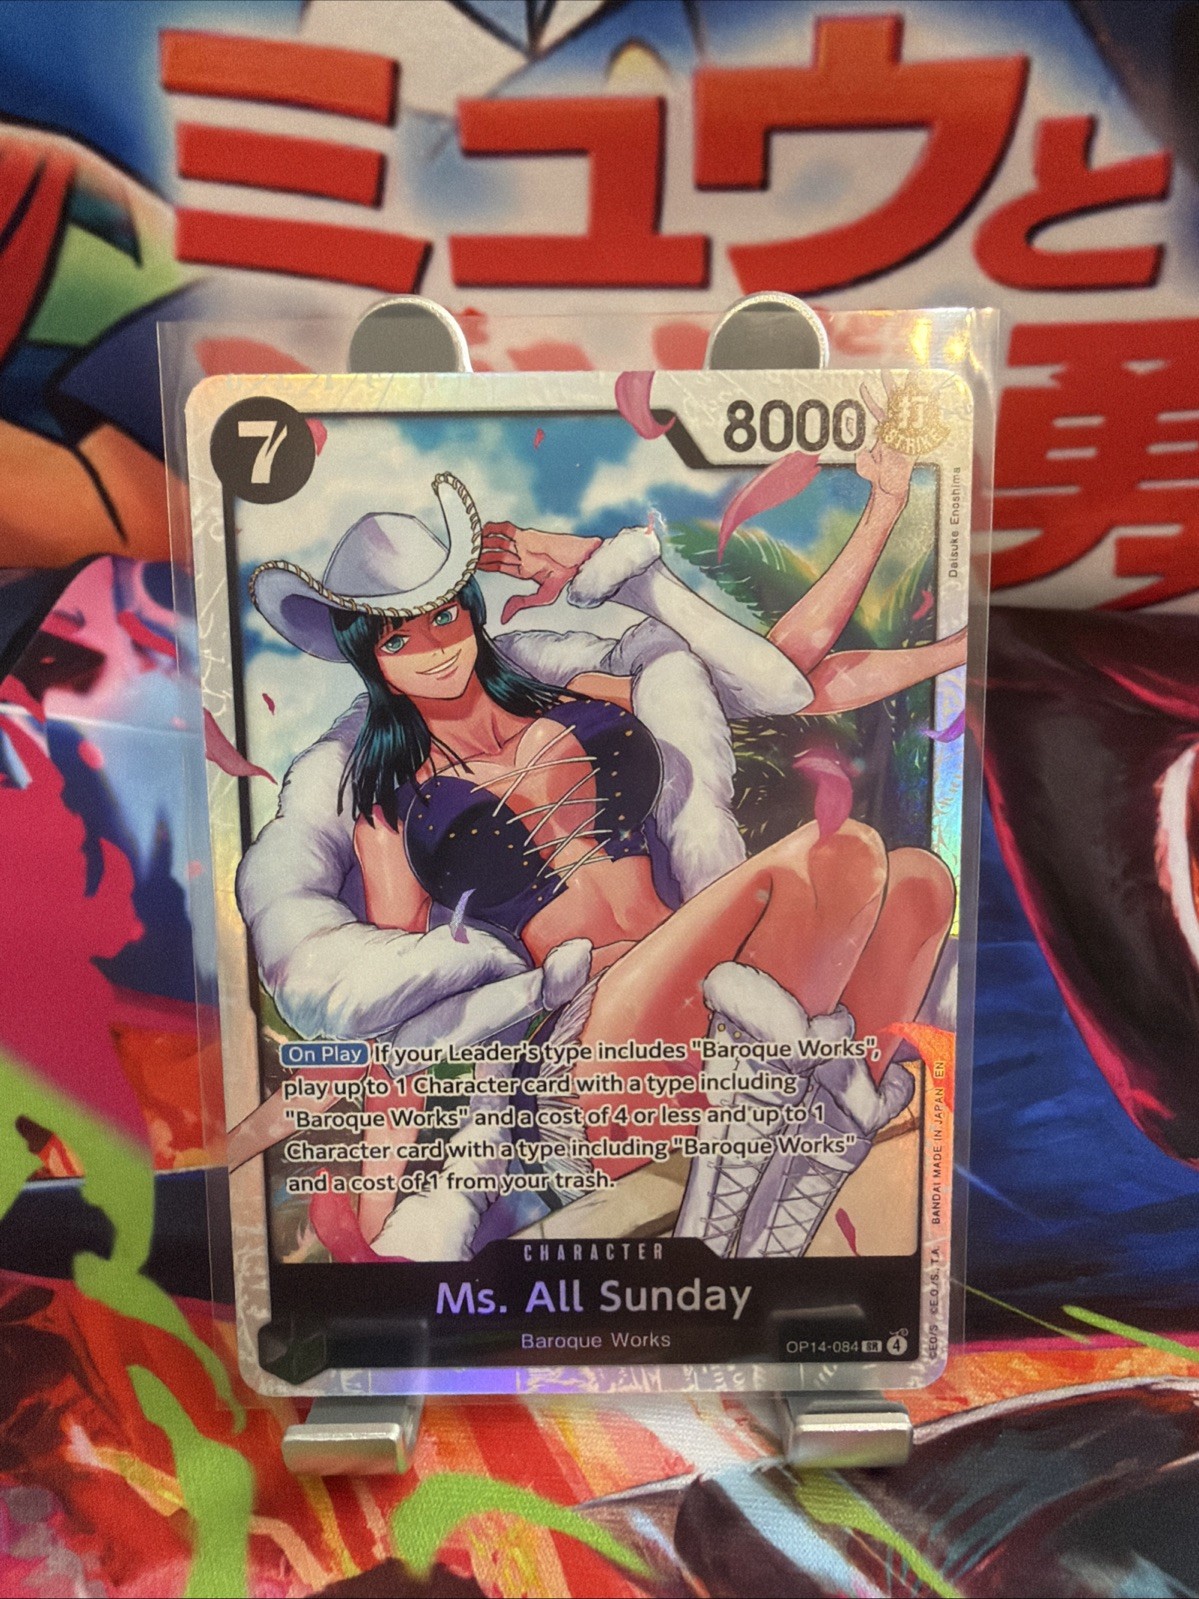 ミュウと
7
8000
打
STRIKE
Daisuke Enoshima
On Play If your Leader's type includes "Baroque Works",
play up to 1 Character card with a type including
"Baroque Works" and a cost of 4 or less and up to 1
Character card with a type including "Baroque Works"
and a cost of 1 from your trash.
CHARACTER
Ms. All Sunday
Baroque Works
OP14-084 SR 4
©E.O/S ©E.O./S., T.A. BANDAI MADE IN JAPAN EN